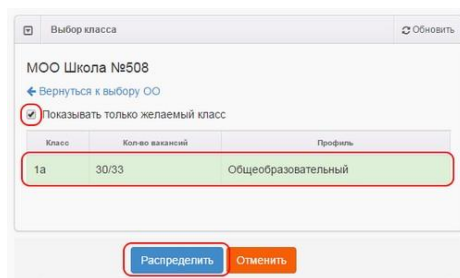 Выбор класса Обновить
МОО Школа №508
Вернуться к выбору ОО
Показывать только желаемый класс
Класс Кол-во вакансий Профиль
1а 30/33 Общеобразовательный
Распределить Отменить